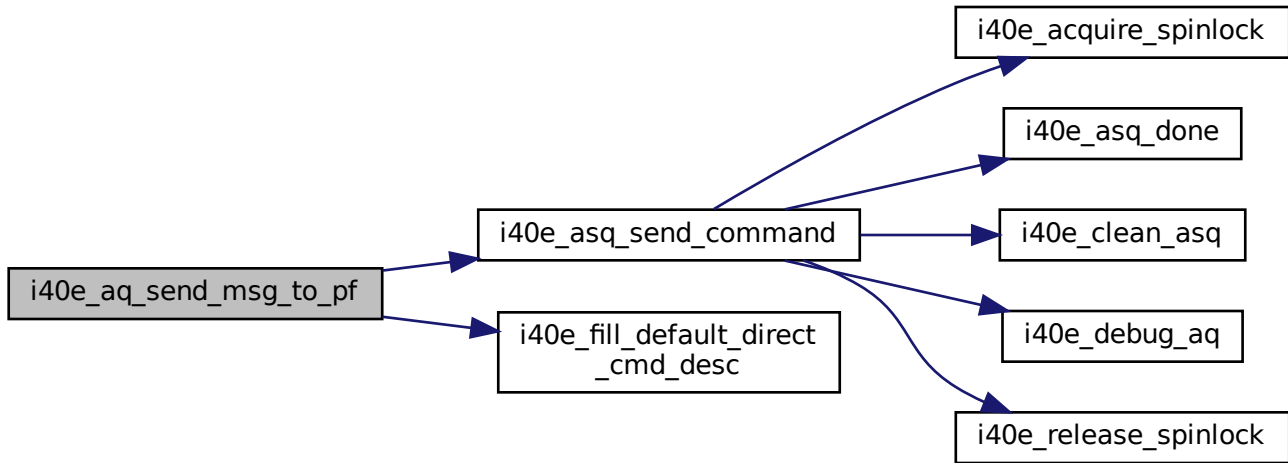 i40e_aq_send_msg_to_pf
i40e_asq_send_command
i40e_fill_default_direct
_cmd_desc
i40e_acquire_spinlock
i40e_asq_done
i40e_clean_asq
i40e_debug_aq
i40e_release_spinlock